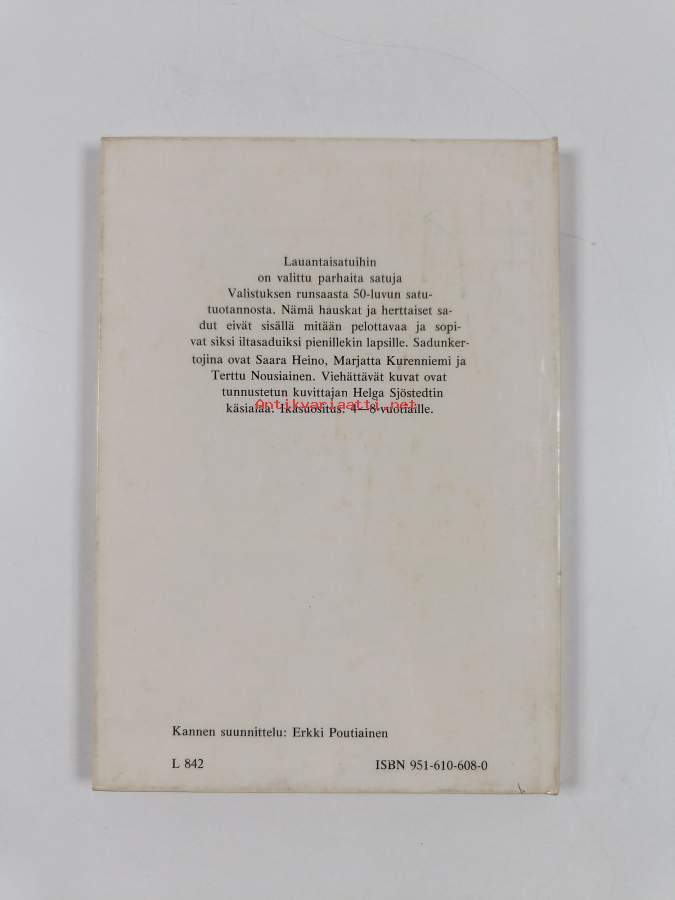 Lauantaisatuihin
on valittu parhaita satuja
Valistuksen runsaasta 50-luvun satu-
tuotannosta. Nämä hauskat ja herttaiset sa-
dut eivät sisällä mitään pelottavaa ja sopi-
vat siksi iltasaduiksi pienillekin lapsille. Sadunker-
tojina ovat Saara Heino, Marjatta Kurenniemi ja
Terttu Nousiainen. Viehättävät kuvat ovat
tunnustetun kuvittajan Helga Sjöstedtin
käsialaa. Ikäsuositus: 4—8-vuotiaille.
Antikvariaatti.net
Kannen suunnittelu: Erkki Poutiainen
L 842 ISBN 951-610-608-0